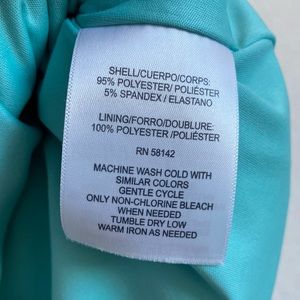 SHELL/CUERPO/CORPS:
95% POLYESTER/ POLIÉSTER
5% SPANDEX / ELASTANO
LINING/FORRO/DOUBLURE:
100% POLYESTER /POLIÉSTER
RN 58142
MACHINE WASH COLD WITH
SIMILAR COLORS
GENTLE CYCLE
ONLY NON-CHLORINE BLEACH
WHEN NEEDED
TUMBLE DRY LOW
WARM IRON AS NEEDED